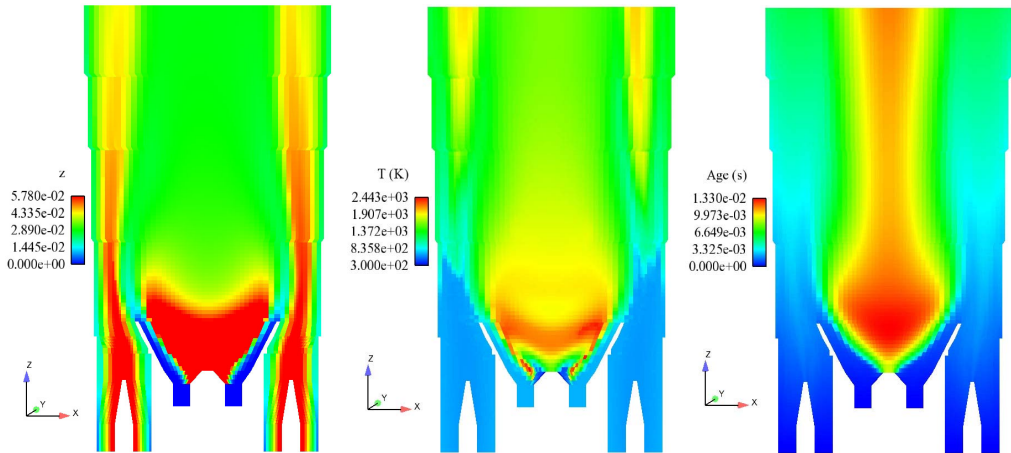 z
5.780e-02
4.335e-02
2.890e-02
1.445e-02
0.000e+00
Z
Y
X
T (K)
2.443e+03
1.907e+03
1.372e+03
8.358e+02
3.000e+02
Z
Y
X
Age (s)
1.330e-02
9.973e-03
6.649e-03
3.325e-03
0.000e+00
Z
Y
X